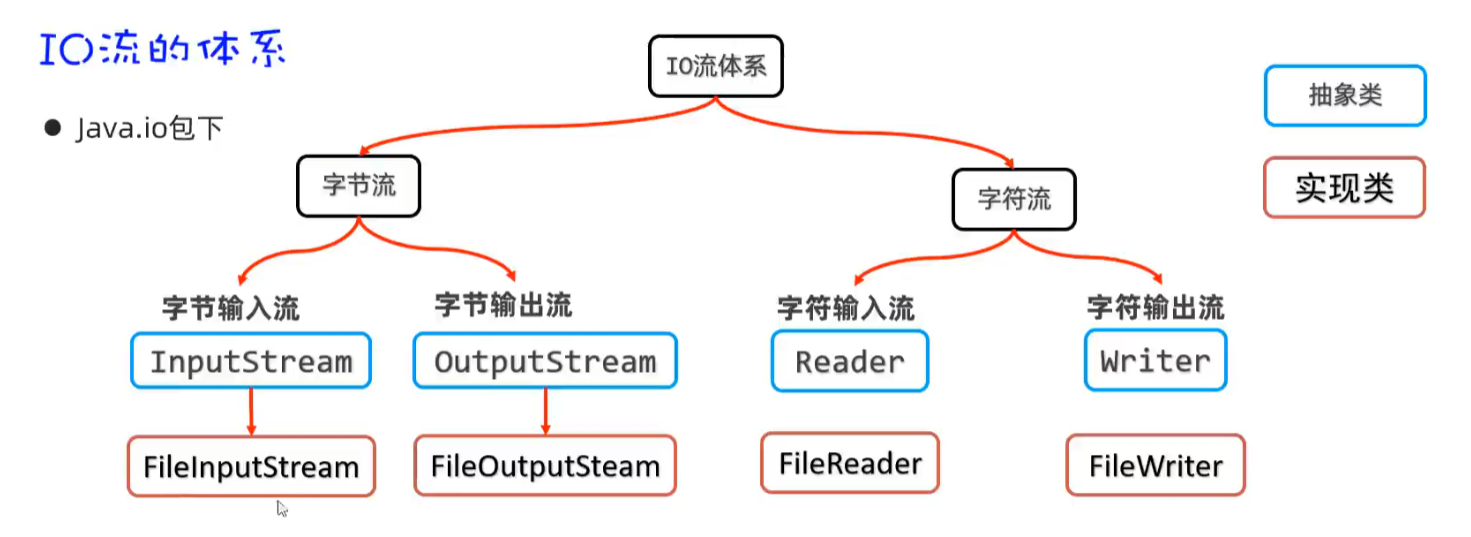 IO流的体系
IO流体系
抽象类
● Java.io包下
字节流
字符流
实现类
字节输入流
字节输出流
字符输入流
字符输出流
InputStream
OutputStream
Reader
Writer
FileInputStream
FileOutputSteam
FileReader
FileWriter